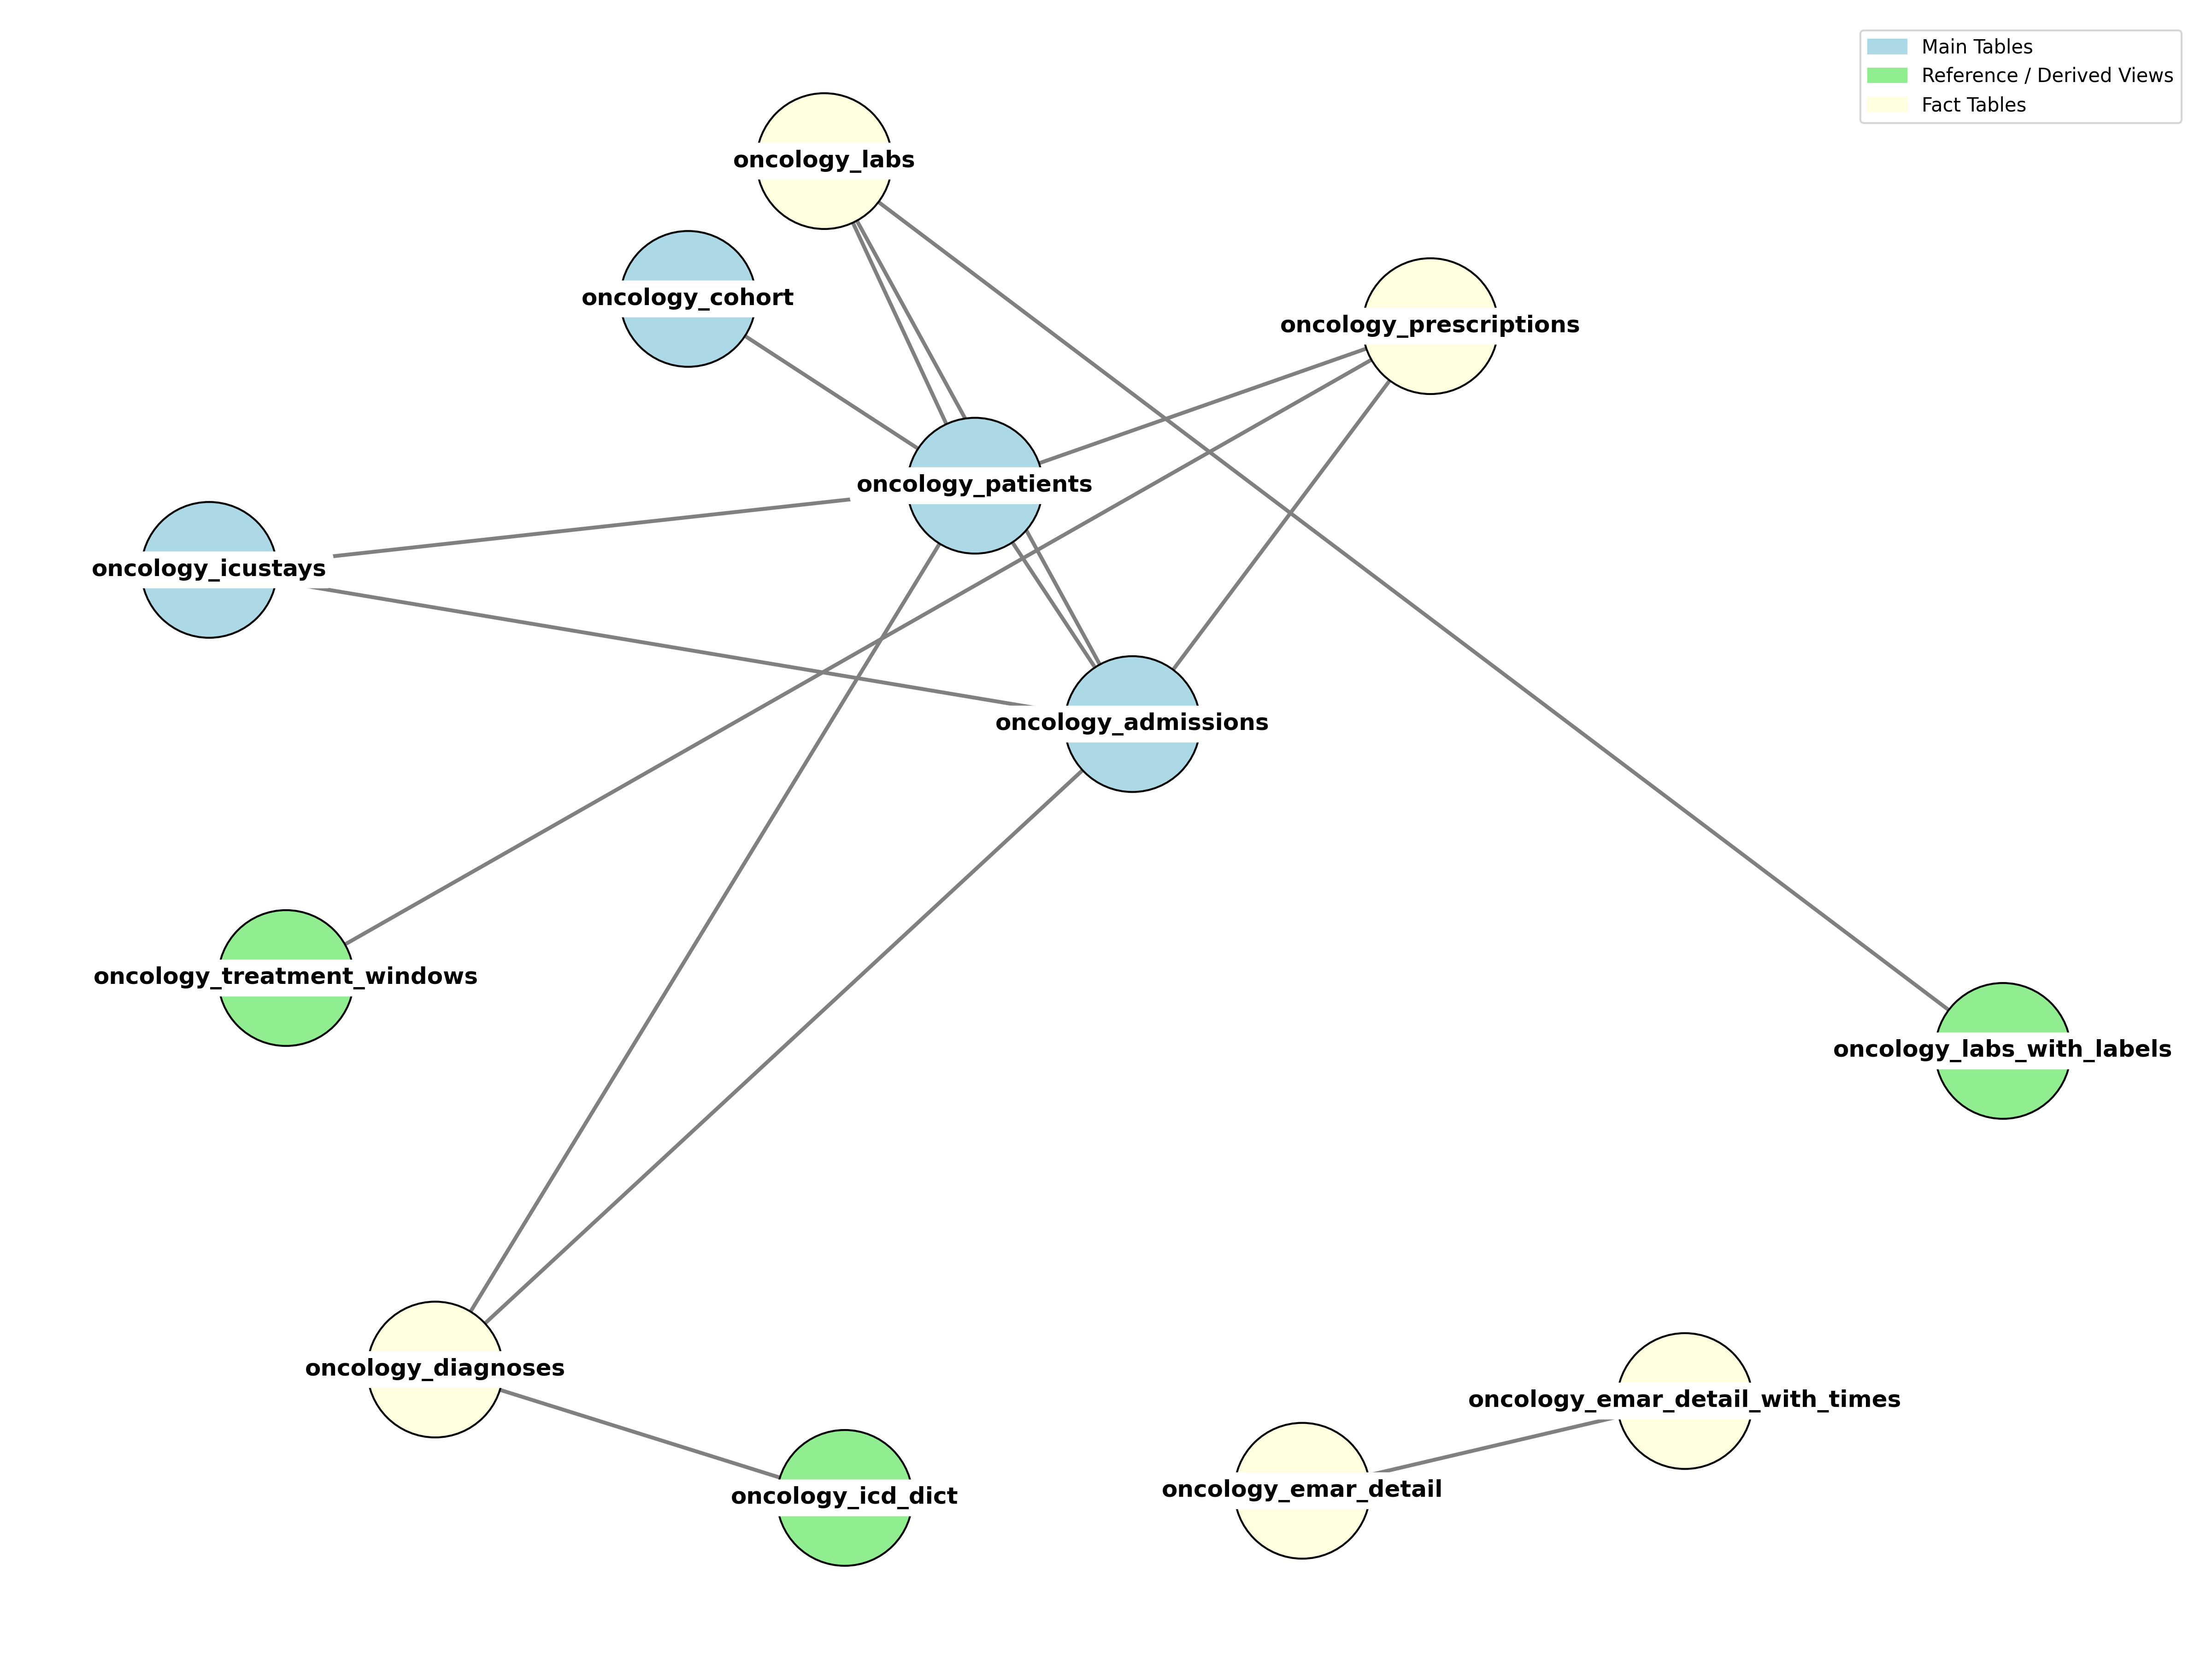 Main Tables
Reference / Derived Views
Fact Tables
oncology_labs
oncology_cohort
oncology_prescriptions
oncology_patients
oncology_icustays
oncology_admissions
oncology_treatment_windows
oncology_labs_with_labels
oncology_diagnoses
oncology_emar_detail_with_times
oncology_emar_detail
oncology_icd_dict